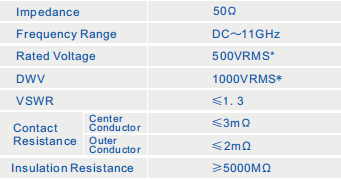 Impedance 50Ω
Frequency Range DC～11GHz
Rated Voltage 500VRMS*
DWV 1000VRMS*
VSWR ≤1. 3
Contact Resistance Center Conductor ≤3mΩ
Outer Conductor ≤2mΩ
Insulation Resistance ≥5000MΩ